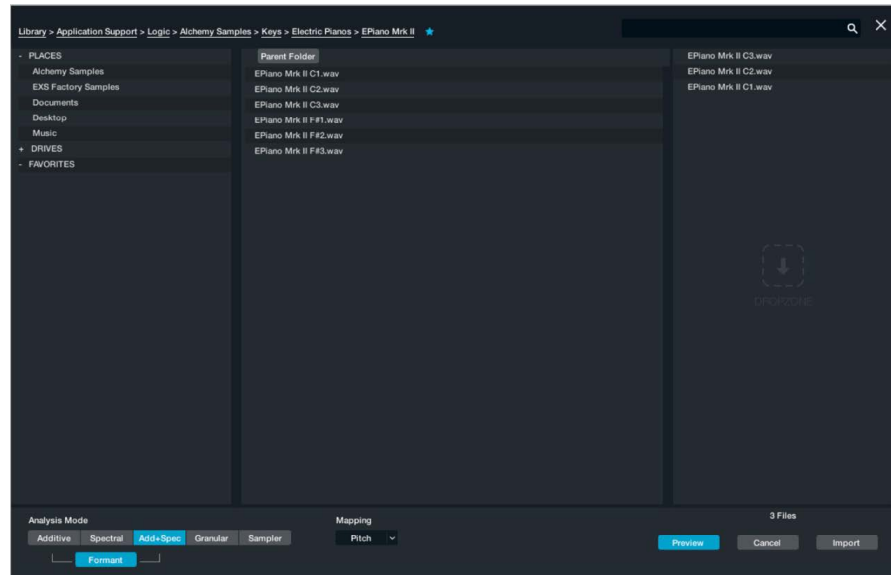 Library > Application Support > Logic > Alchemy Samples > Keys > Electric Pianos > EPiano Mrk II
- PLACES
Alchemy Samples
EXS Factory Samples
Documents
Desktop
Music
+ DRIVES
- FAVORITES
Parent Folder
EPiano Mrk II C1.wav
EPiano Mrk II C2.wav
EPiano Mrk II C3.wav
EPiano Mrk II F#1.wav
EPiano Mrk II F#2.wav
EPiano Mrk II F#3.wav
EPiano Mrk II C3.wav
EPiano Mrk II C2.wav
EPiano Mrk II C1.wav
DROPZONE
Analysis Mode
Additive Spectral Add+Spec Granular Sampler
Formant
Mapping
Pitch
3 Files
Preview Cancel Import